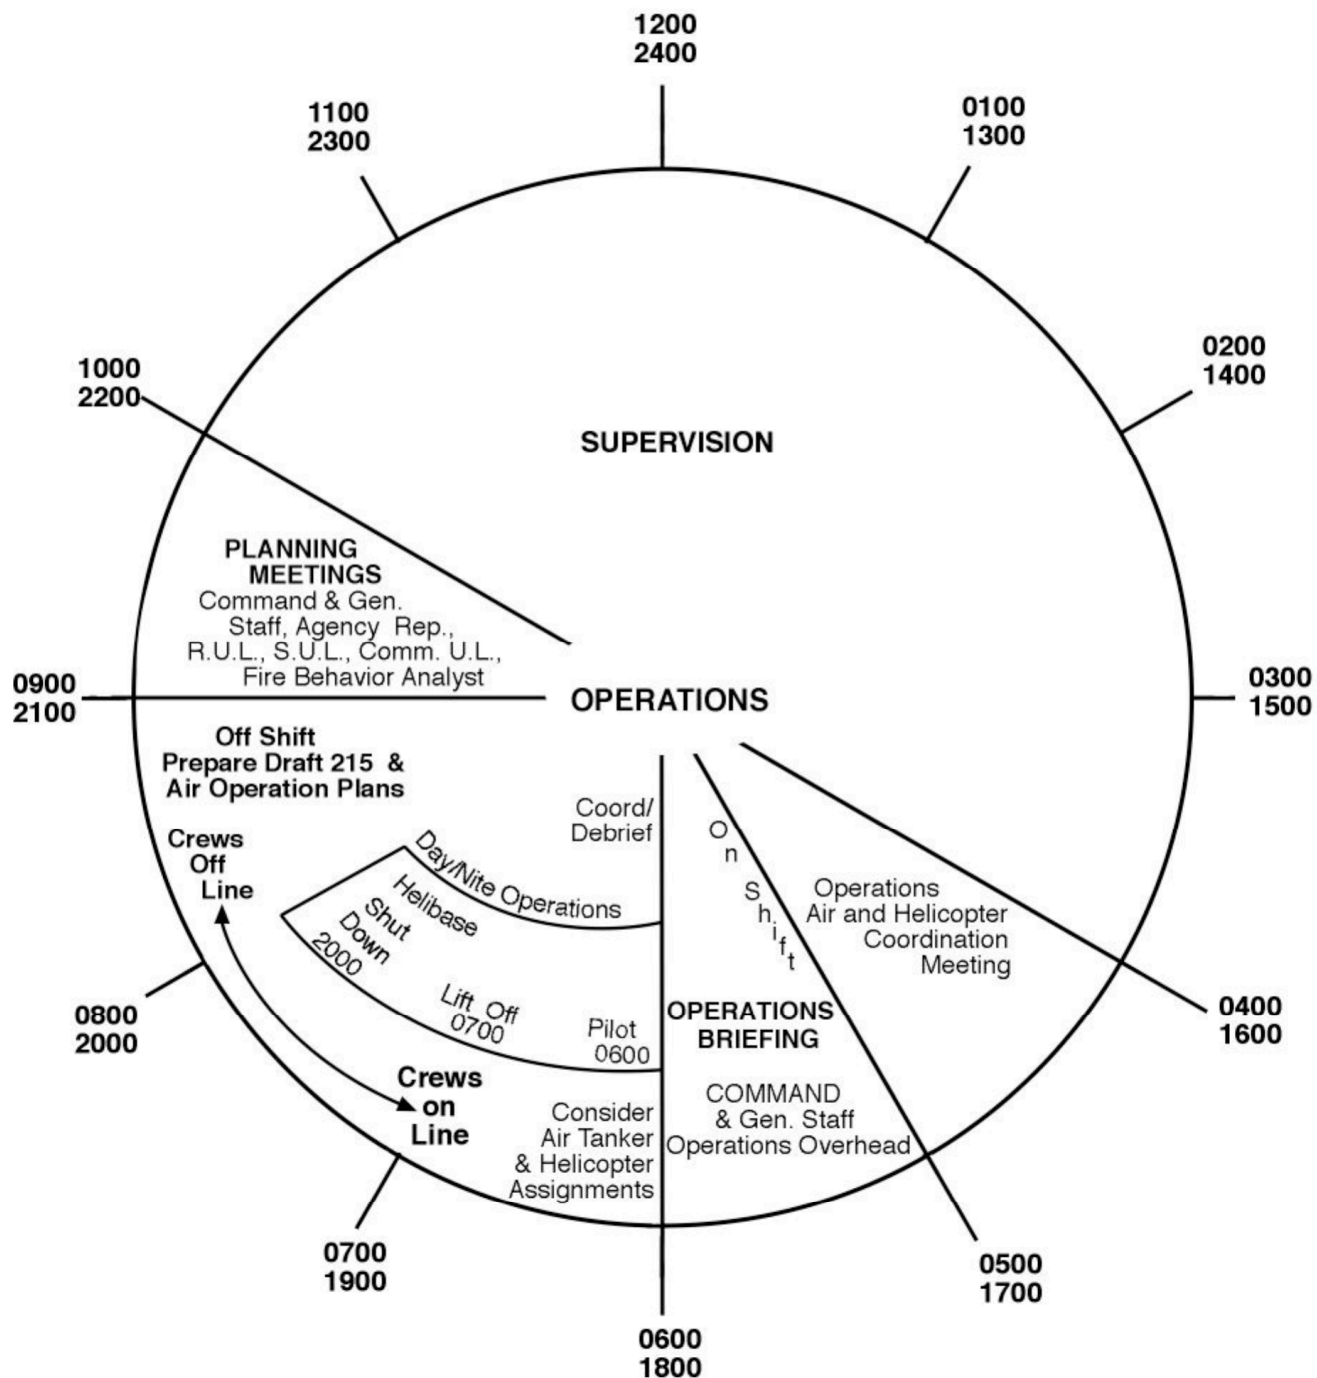 1200
2400
0100
1300
1100
2300
0200
1400
1000
2200
SUPERVISION
PLANNING
MEETINGS
Command & Gen.
Staff, Agency Rep.,
R.U.L., S.U.L., Comm. U.L.,
Fire Behavior Analyst
0900
2100
OPERATIONS
0300
1500
Off Shift
Prepare Draft 215 &
Air Operation Plans
Coord/
Debrief
Crews
Off
Line
Day/Nite Operations
Helibase
Shut
Down
2000
Lift Off
0700
Pilot
0600
On Shift
Operations
Air and Helicopter
Coordination
Meeting
OPERATIONS
BRIEFING
COMMAND
& Gen. Staff
Operations Overhead
0400
1600
0800
2000
Crews
on
Line
Consider
Air Tanker
& Helicopter
Assignments
0700
1900
0500
1700
0600
1800